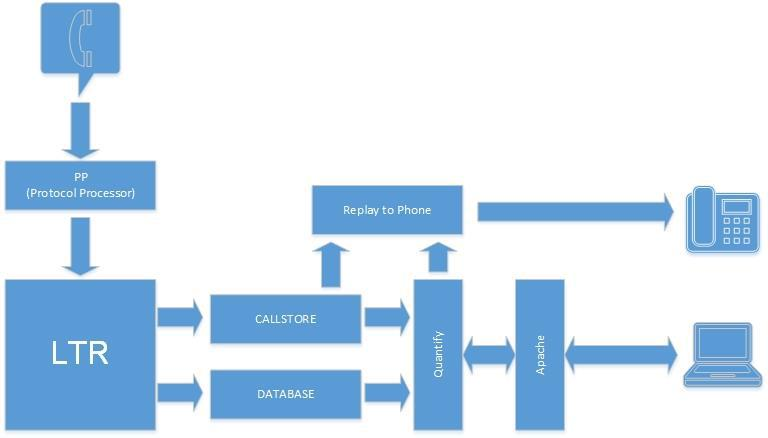 PP
(Protocol Processor)
Replay to Phone
LTR
CALLSTORE
DATABASE
Quantify
Apache